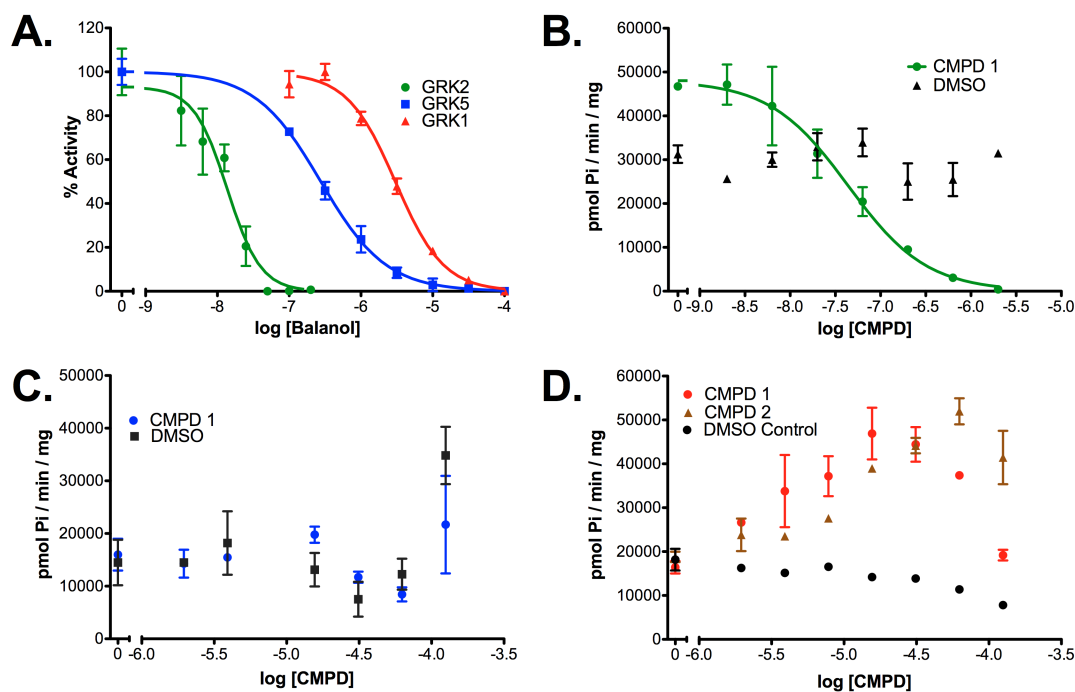 A.
120
100
80
60
40
20
0
% Activity
GRK2
GRK5
GRK1
0 -9 -8 -7 -6 -5 -4
log [Balanol]
B.
60000
50000
40000
30000
20000
10000
0
pmol Pi / min / mg
CMPD 1
DMSO
0 -9.0 -8.5 -8.0 -7.5 -7.0 -6.5 -6.0 -5.5 -5.0
log [CMPD]
C.
50000
40000
30000
20000
10000
0
pmol Pi / min / mg
CMPD 1
DMSO
0 -6.0 -5.5 -5.0 -4.5 -4.0 -3.5
log [CMPD]
D.
60000
50000
40000
30000
20000
10000
0
pmol Pi / min / mg
CMPD 1
CMPD 2
DMSO Control
0 -6.0 -5.5 -5.0 -4.5 -4.0 -3.5
log [CMPD]